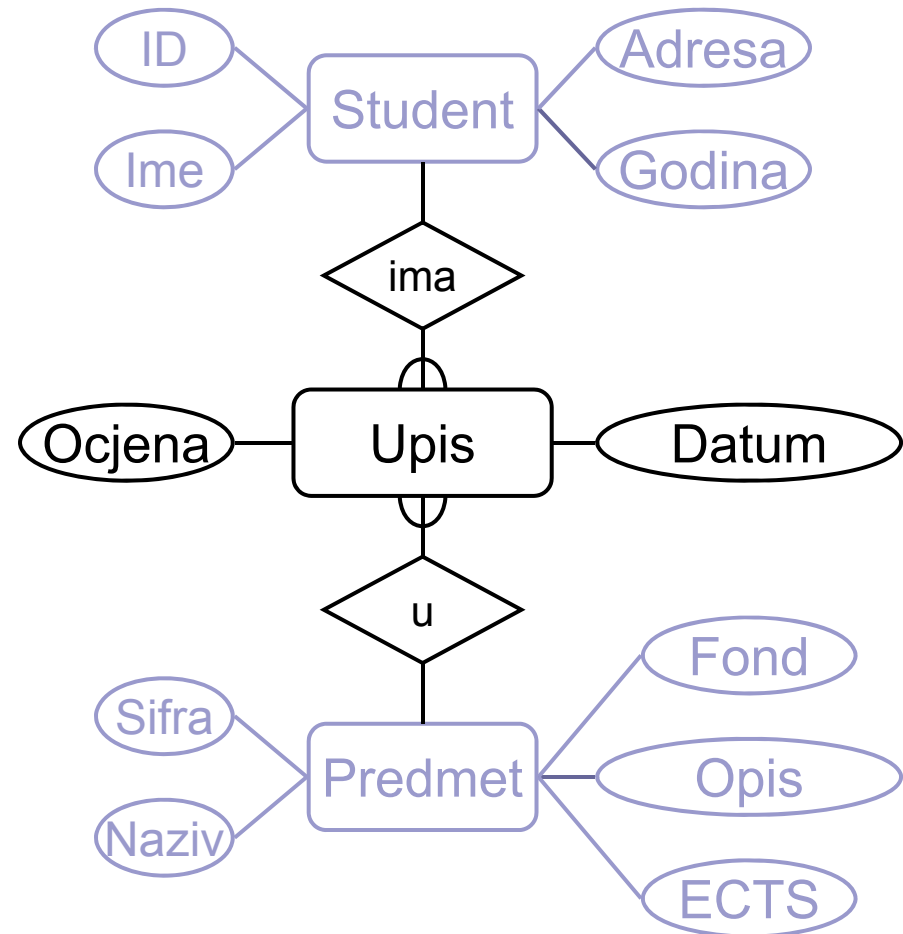 ID
Adresa
Student
Ime
Godina
ima
Ocjena
Upis
Datum
u
Fond
Sifra
Predmet
Opis
Naziv
ECTS